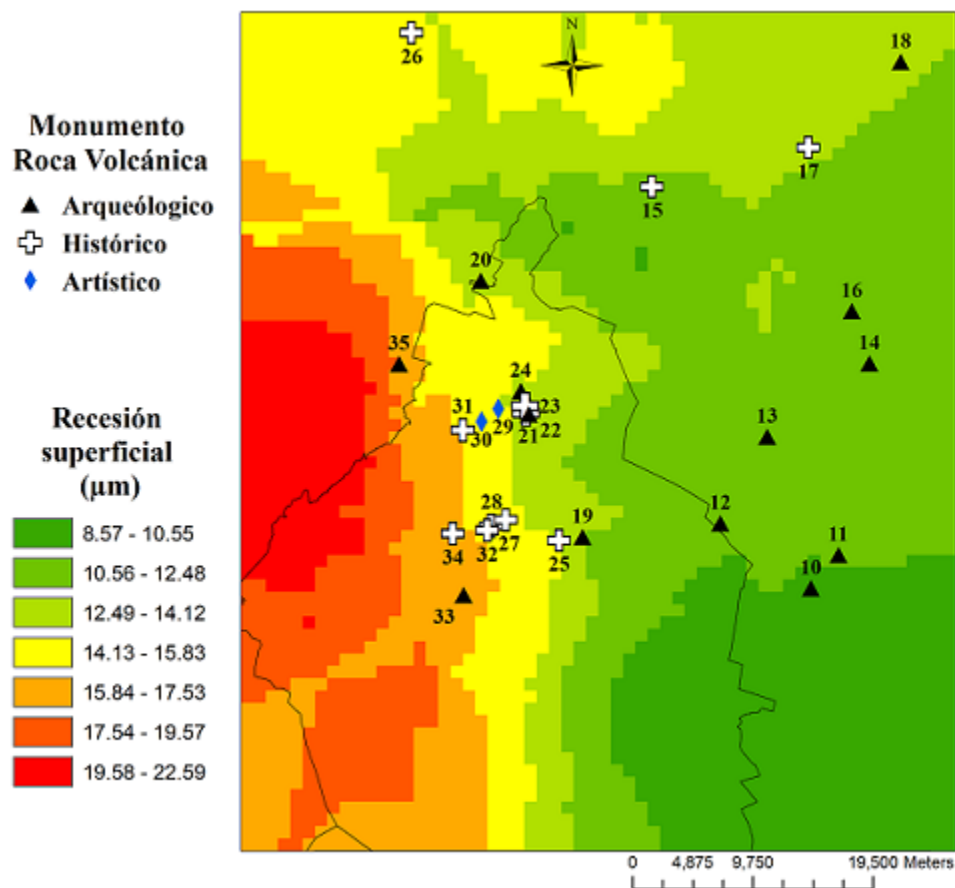 Monumento
Roca Volcánica
Arqueólogico
Histórico
Artístico
Recesión
superficial
(µm)
8.57 - 10.55
10.56 - 12.48
12.49 - 14.12
14.13 - 15.83
15.84 - 17.53
17.54 - 19.57
19.58 - 22.59
N
26
18
17
15
20
16
35
14
24
31
23
29
30
21
22
13
28
12
34
32
27
25
19
11
10
33
0 4,875 9,750 19,500 Meters